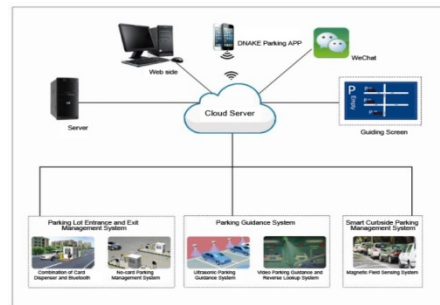 DNAKE Parking APP
WeChat
Web side
Cloud Server
Server
P
Empty
Guiding Screen
Parking Lot Entrance and Exit
Management System
Combination of Card
Dispenser and Bluetooth
No-card Parking
Management System
Parking Guidance System
Ultrasonic Parking
Guidance System
Video Parking Guidance and
Reverse Lookup System
Smart Curbside Parking
Management System
Magnetic Field Sensing System